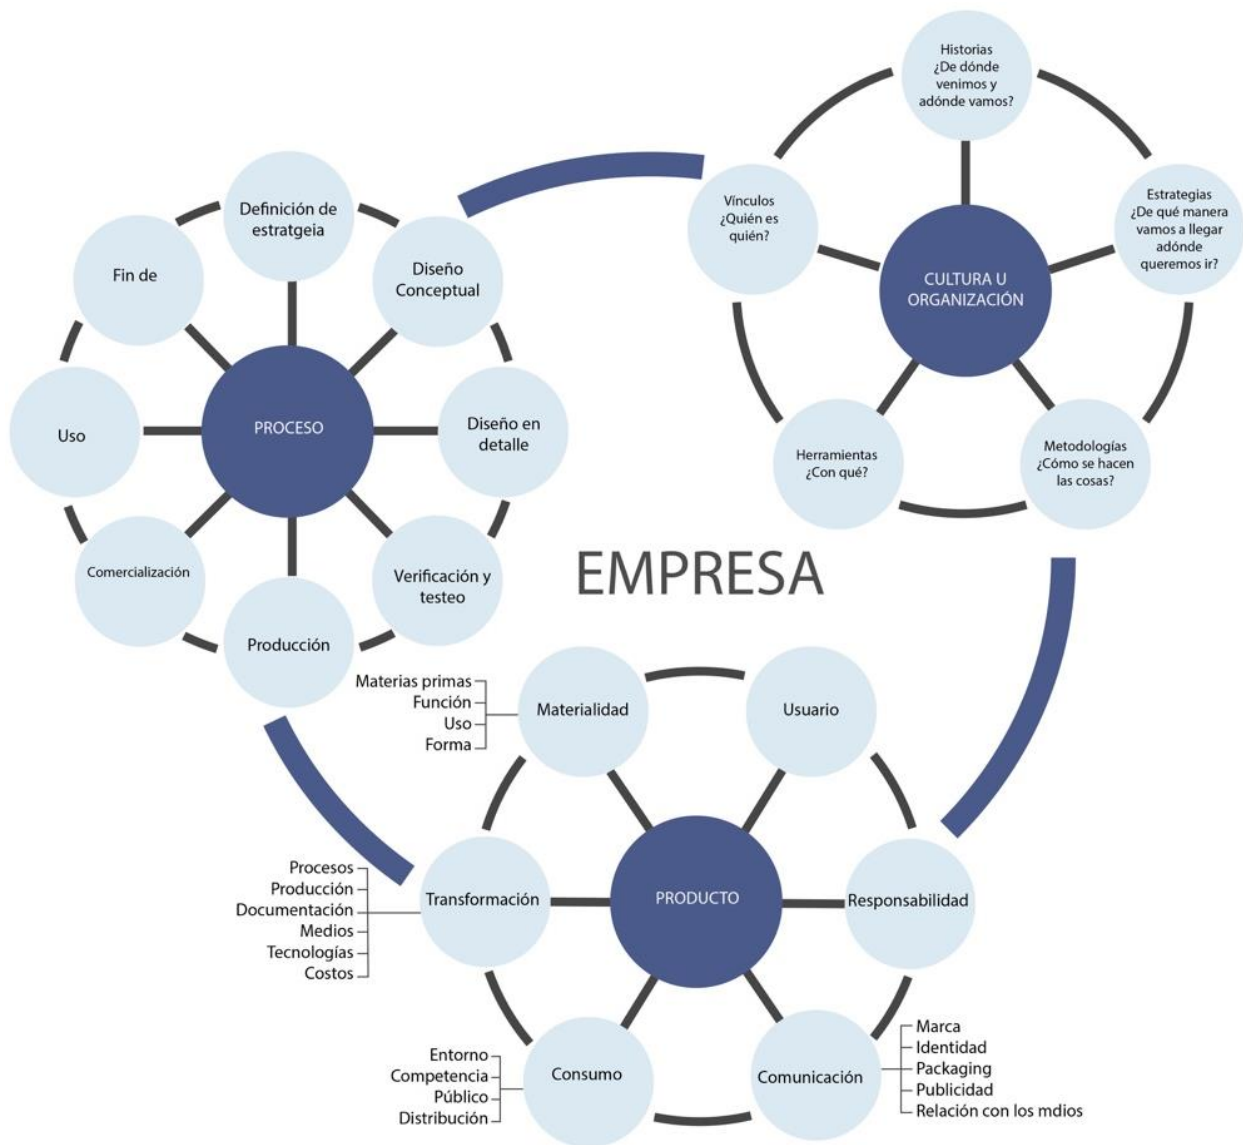 Historias
¿De dónde
venimos y
adónde vamos?
Vínculos
¿Quién es
quién?
Estrategias
¿De qué manera
vamos a llegar
adónde
queremos ir?
CULTURA U
ORGANIZACIÓN
Herramientas
¿Con qué?
Metodologías
¿Cómo se hacen
las cosas?
Definición de
estratgeia
Fin de
Diseño
Conceptual
Uso
PROCESO
Diseño en
detalle
Comercialización
Verificación y
testeo
Producción
EMPRESA
Materias primas
Función
Uso
Forma
Materialidad
Usuario
Procesos
Producción
Documentación
Medios
Tecnologías
Costos
Transformación
PRODUCTO
Responsabilidad
Entorno
Competencia
Público
Distribución
Consumo
Comunicación
Marca
Identidad
Packaging
Publicidad
Relación con los mdios